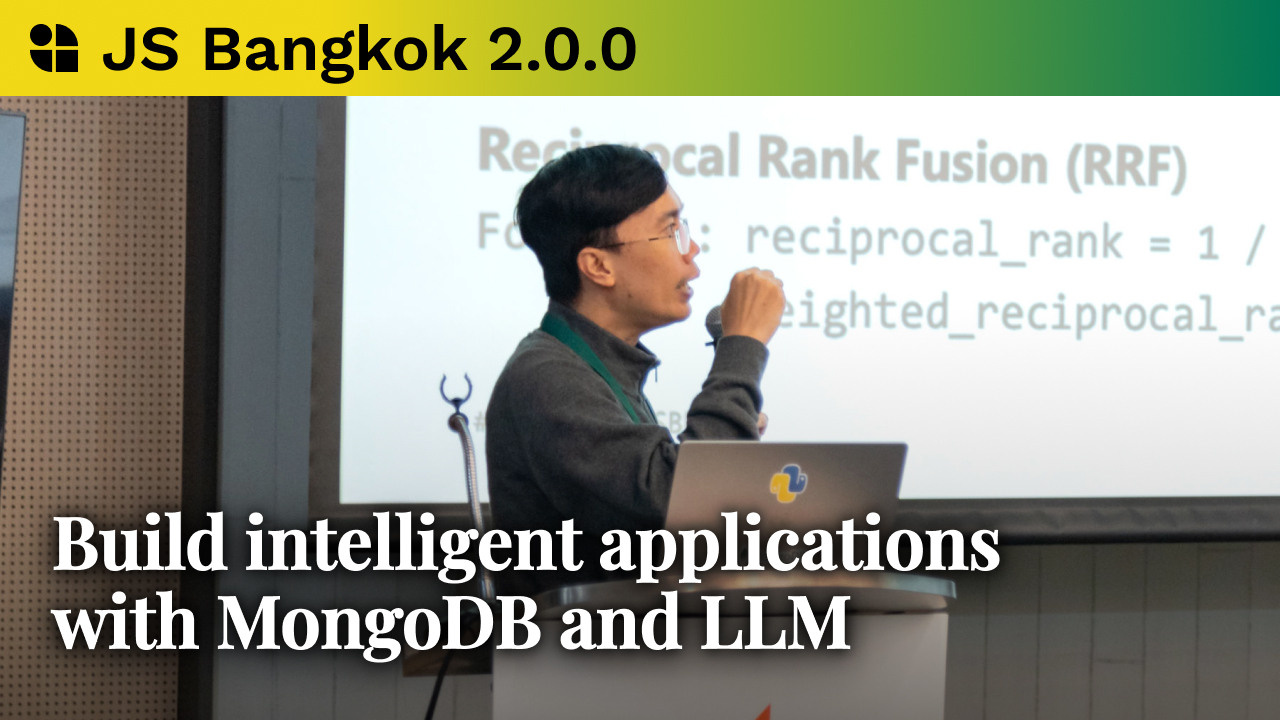 JS Bangkok 2.0.0
Reciprocal Rank Fusion (RRF)
: reciprocal_rank = 1 /
eighted_reciprocal_ra
Build intelligent applications
with MongoDB and LLM